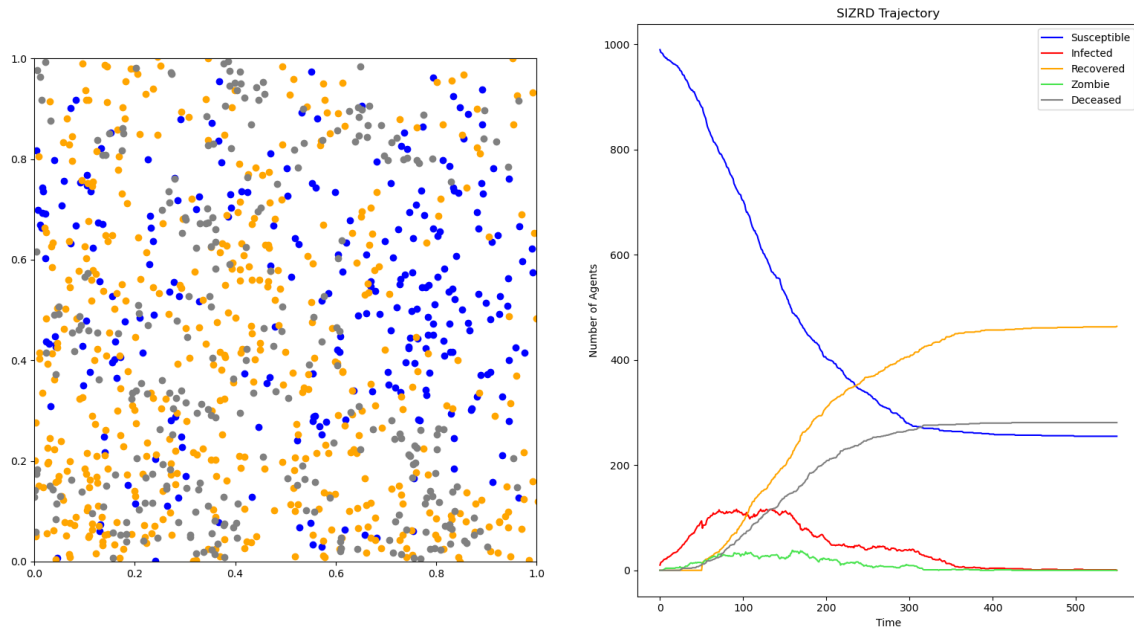 1.0
0.8
0.6
0.4
0.2
0.0
0.0 0.2 0.4 0.6 0.8 1.0
SIZRD Trajectory
Susceptible
Infected
Recovered
Zombie
Deceased
Number of Agents
1000
800
600
400
200
0
0 100 200 300 400 500
Time